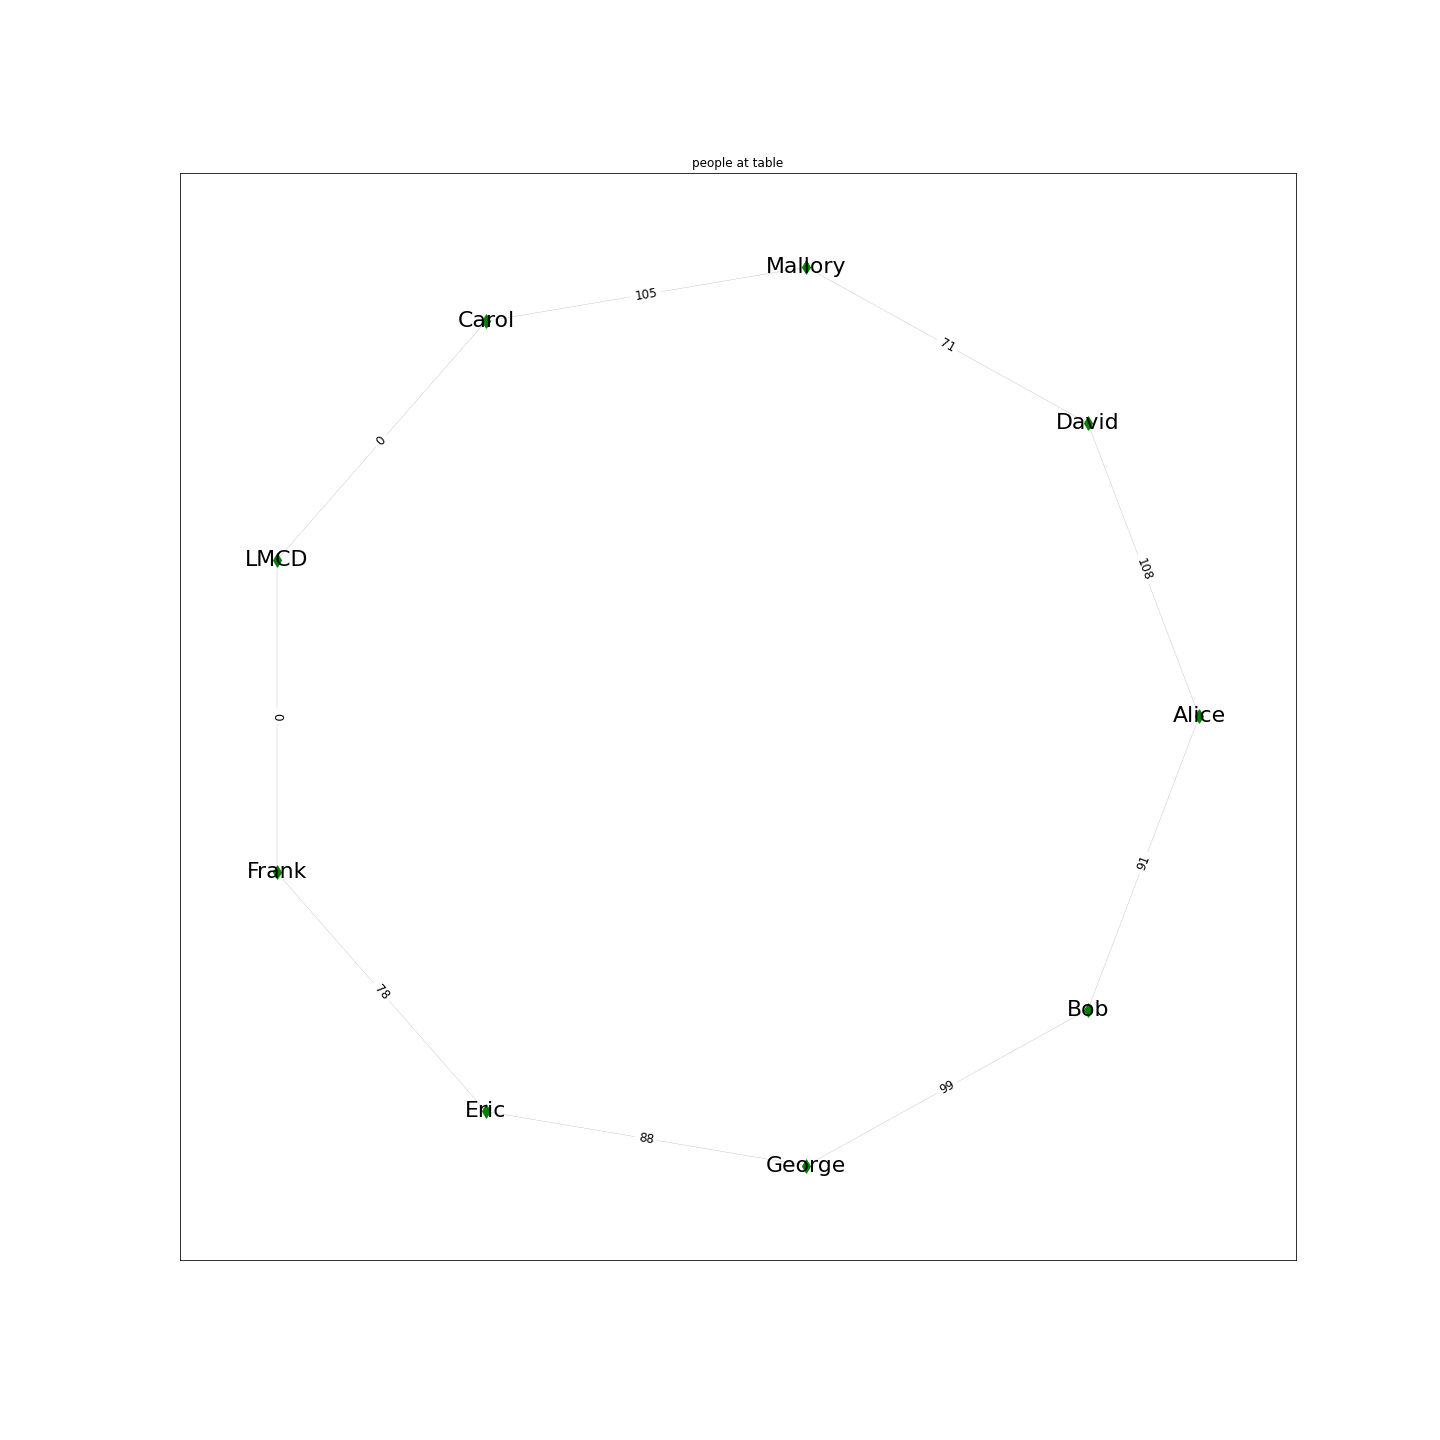 people at table
Mallory
105
Carol
71
0
David
LMCD
108
0
Alice
91
Frank
78
Bob
99
Eric
88
George